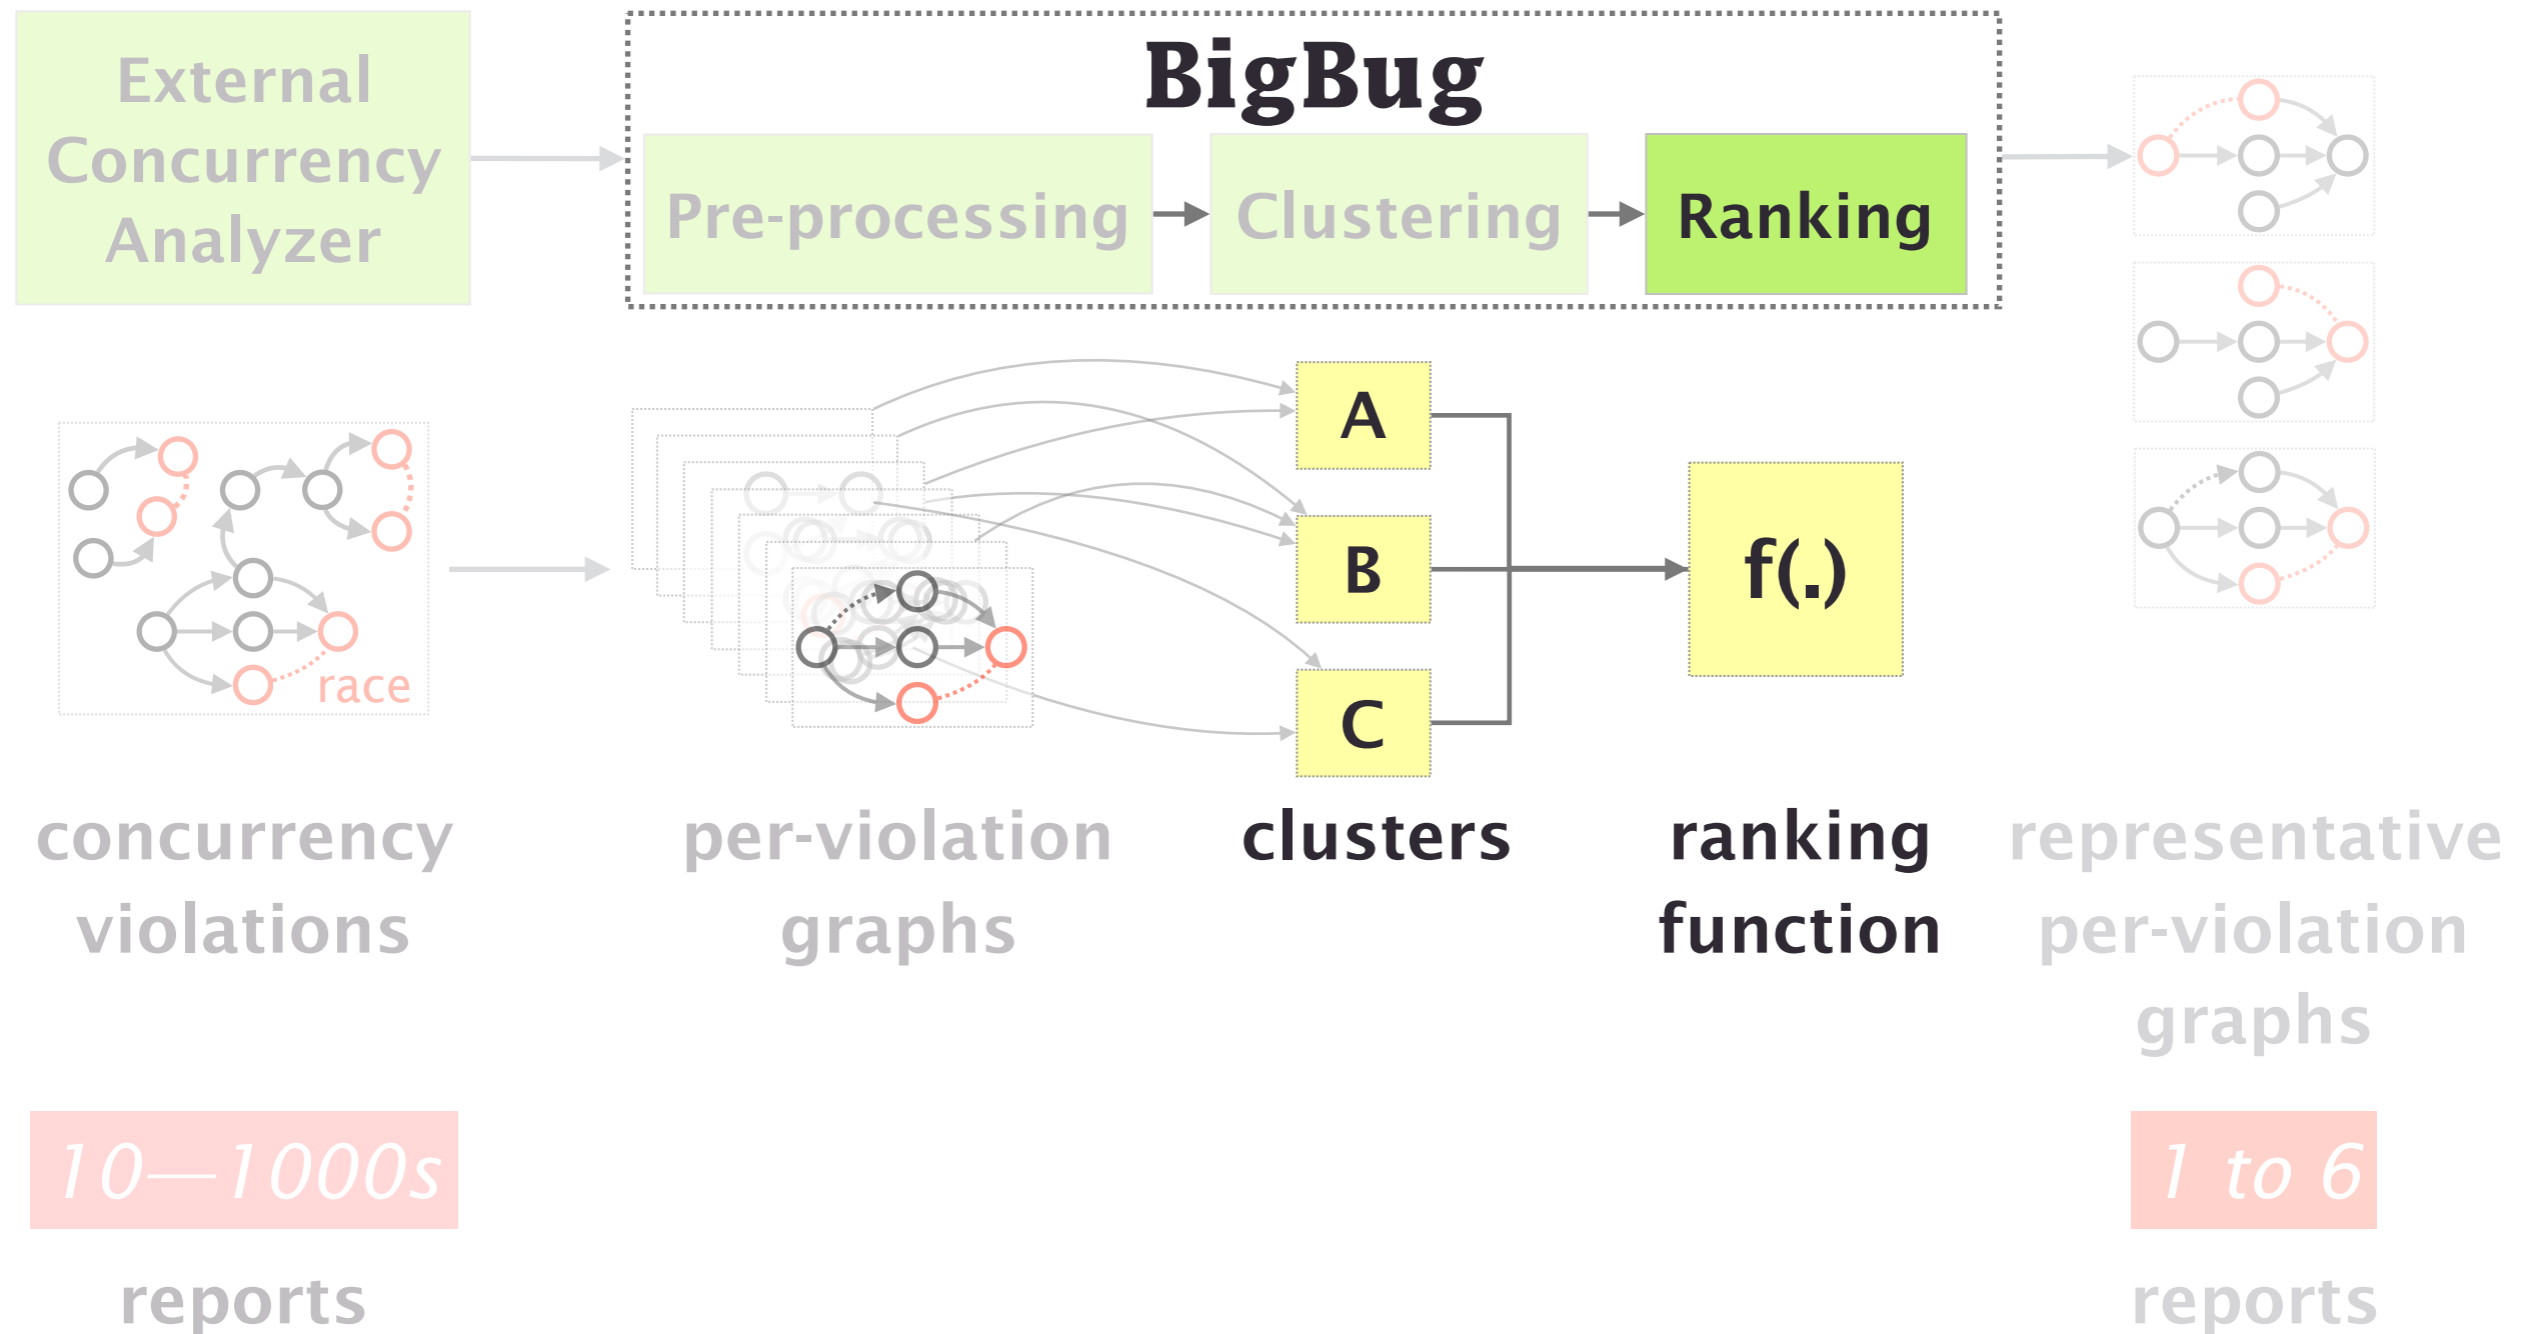 External
Concurrency
Analyzer
BigBug
Pre-processing
Clustering
Ranking
race
A
B
C
f(.)
concurrency
violations
per-violation
graphs
clusters
ranking
function
representative
per-violation
graphs
10—1000s
reports
1 to 6
reports